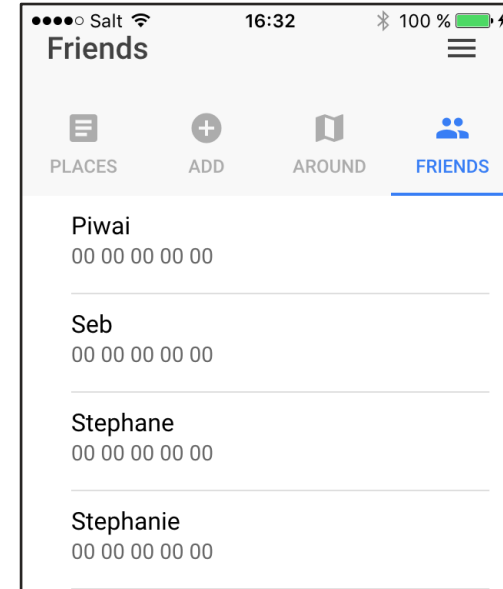 Salt 16:32 100 %
Friends
PLACES ADD AROUND FRIENDS
Piwai
00 00 00 00 00
Seb
00 00 00 00 00
Stephane
00 00 00 00 00
Stephanie
00 00 00 00 00